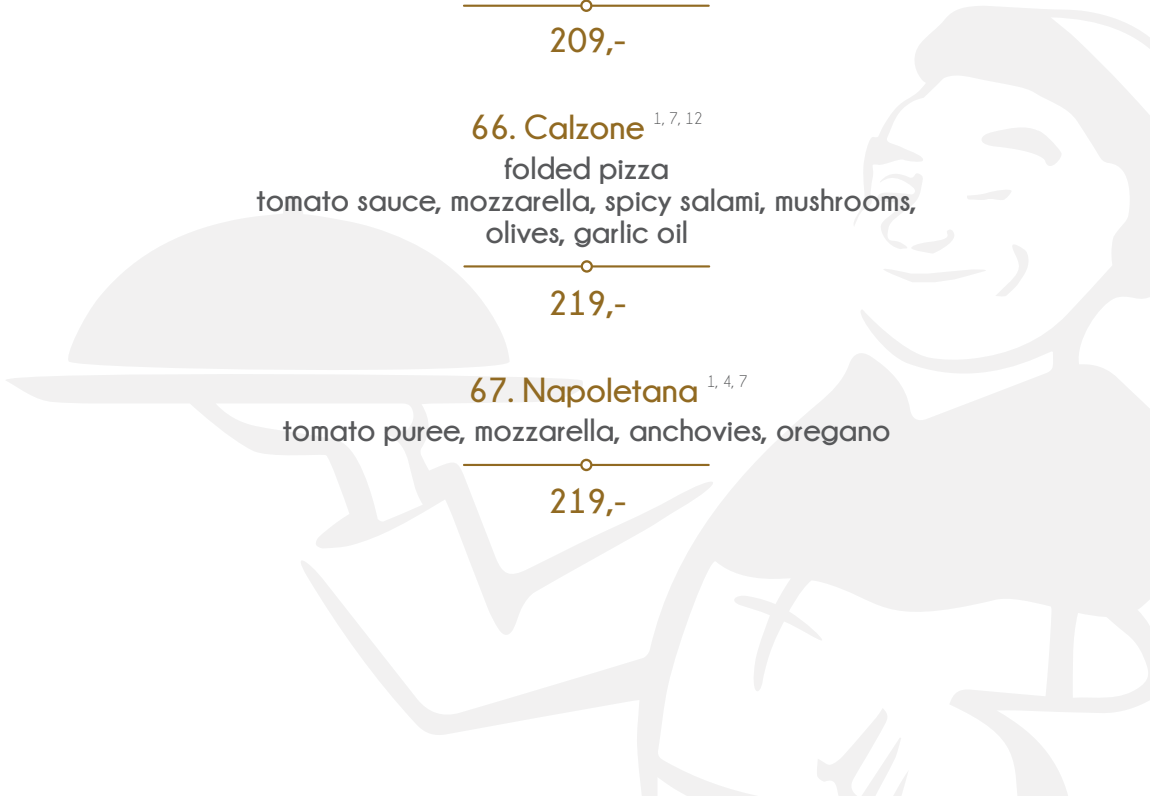 209,-
66. Calzone 1, 7, 12
folded pizza
tomato sauce, mozzarella, spicy salami, mushrooms,
olives, garlic oil
219,-
67. Napoletana 1, 4, 7
tomato puree, mozzarella, anchovies, oregano
219,-